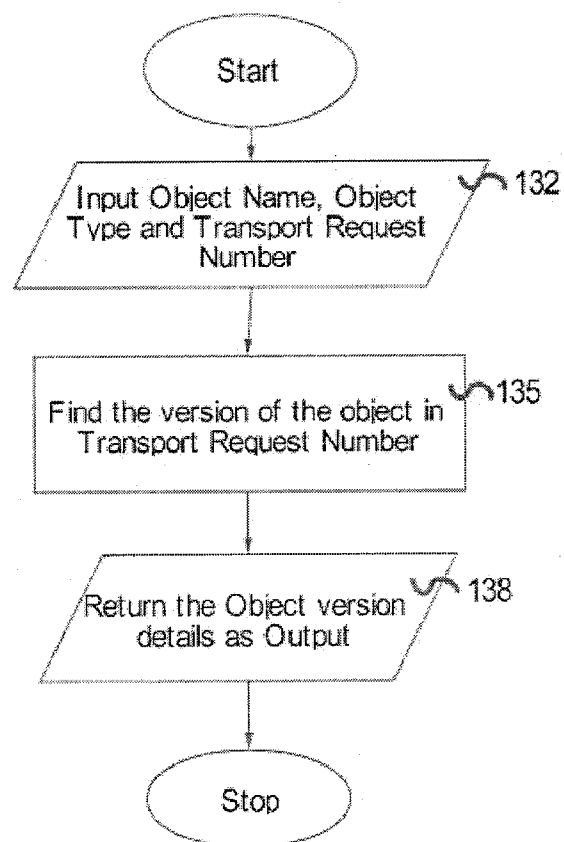 Start
Input Object Name, Object
Type and Transport Request
Number
132
Find the version of the object in
Transport Request Number
135
Return the Object version
details as Output
138
Stop